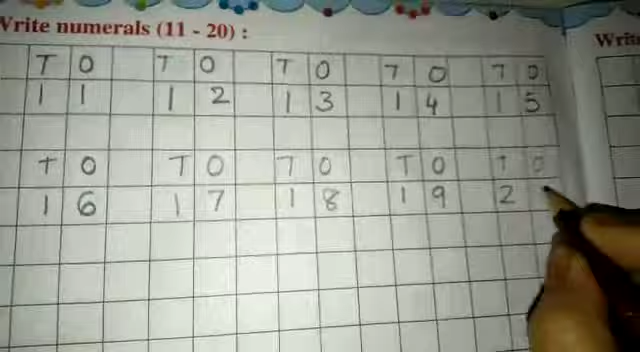 Write numerals (11 - 20) :
Write
T O T O T O T O T O
1 1 1 2 1 3 1 4 1 5
T O T O T O T O T O
1 6 1 7 1 8 1 9 2